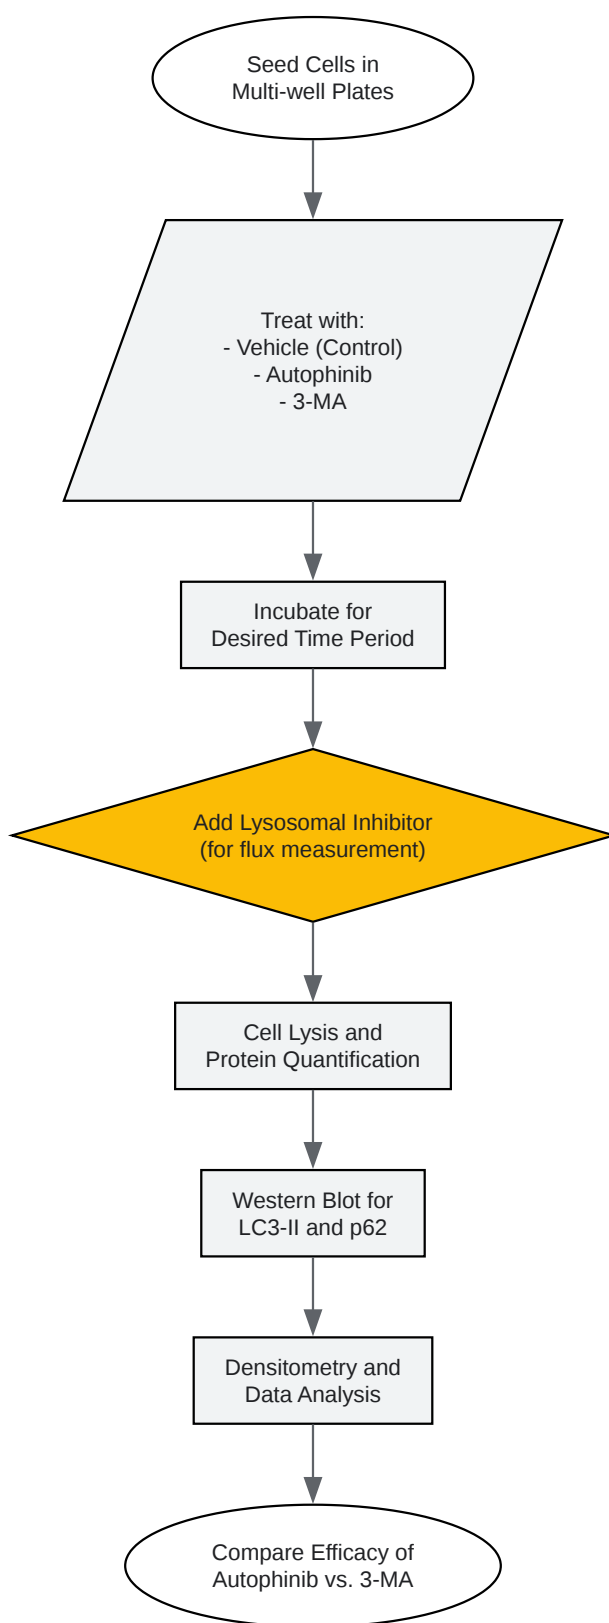 Seed Cells in
Multi-well Plates
Treat with:
- Vehicle (Control)
- Autophinib
- 3-MA
Incubate for
Desired Time Period
Add Lysosomal Inhibitor
(for flux measurement)
Cell Lysis and
Protein Quantification
Western Blot for
LC3-II and p62
Densitometry and
Data Analysis
Compare Efficacy of
Autophinib vs. 3-MA